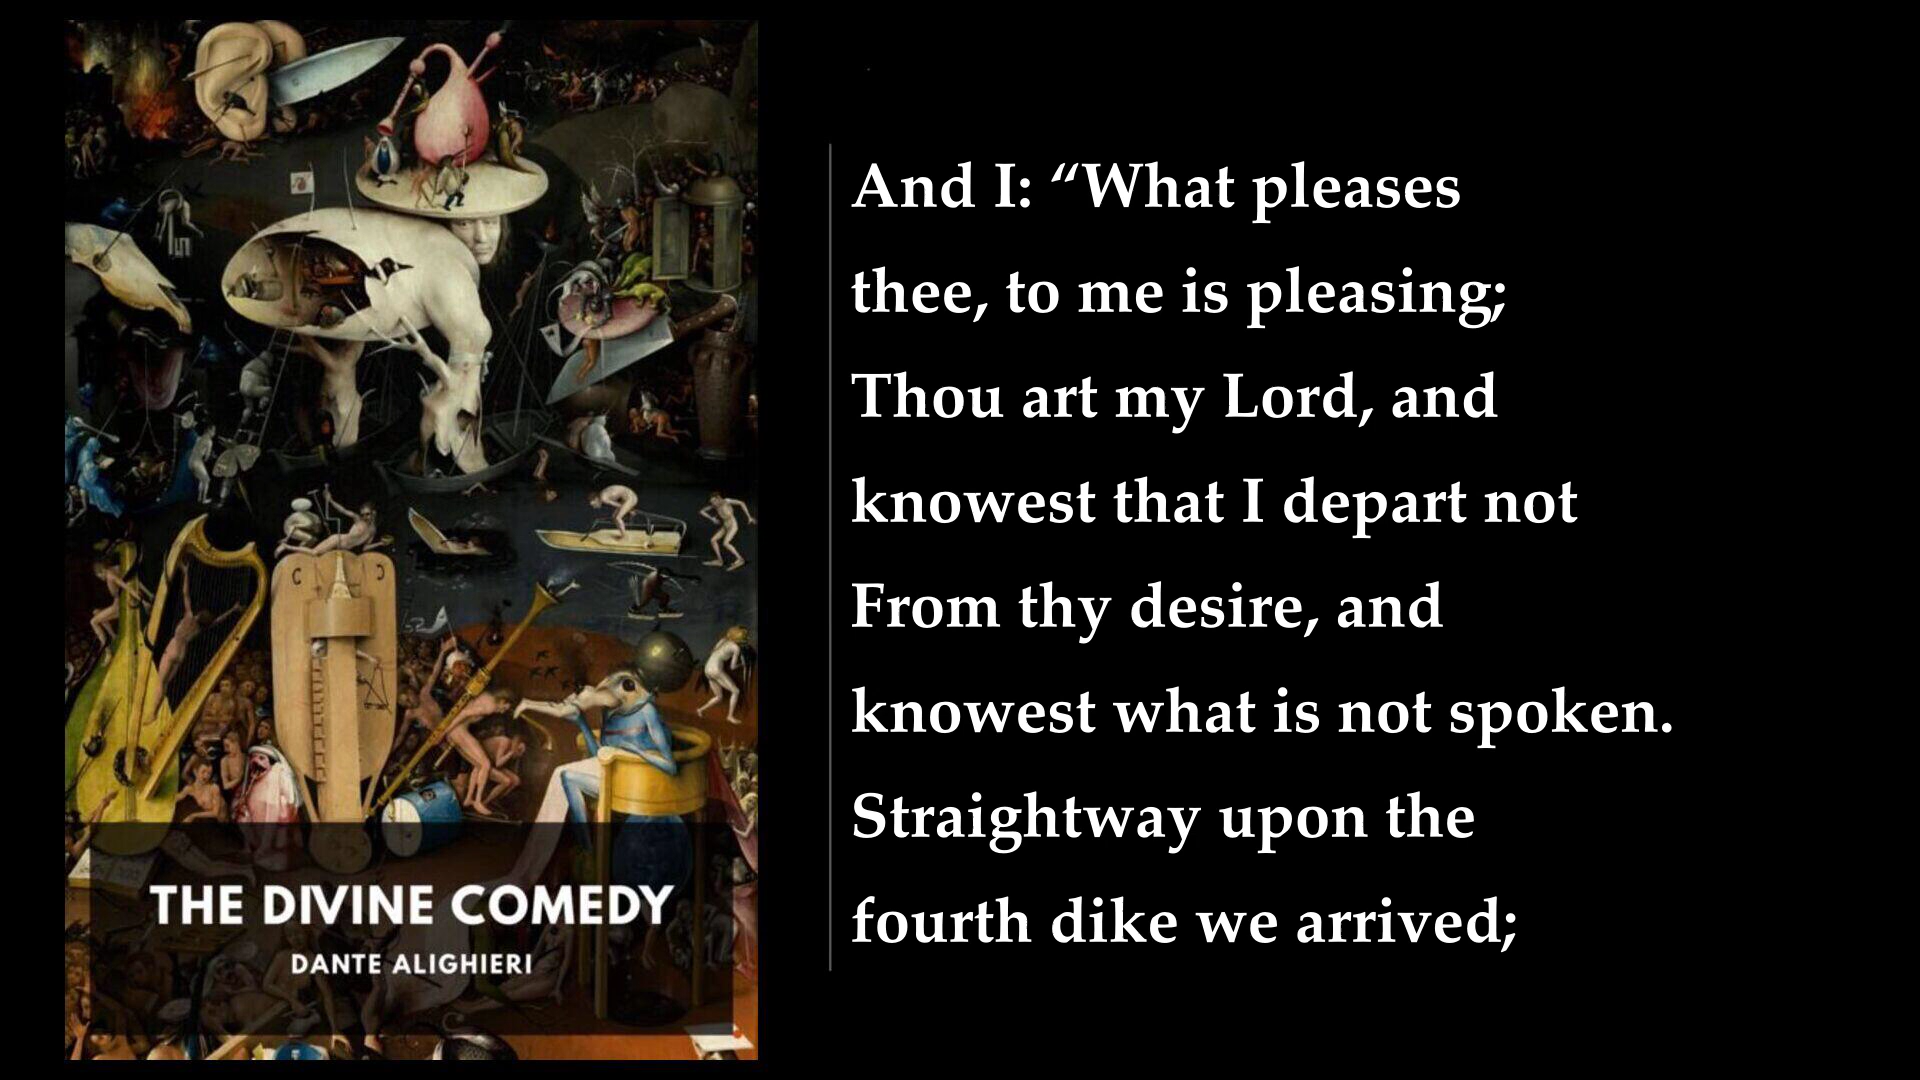 THE DIVINE COMEDY
DANTE ALIGHIERI
And I: “What pleases
thee, to me is pleasing;
Thou art my Lord, and
knowest that I depart not
From thy desire, and
knowest what is not spoken.
Straightway upon the
fourth dike we arrived;